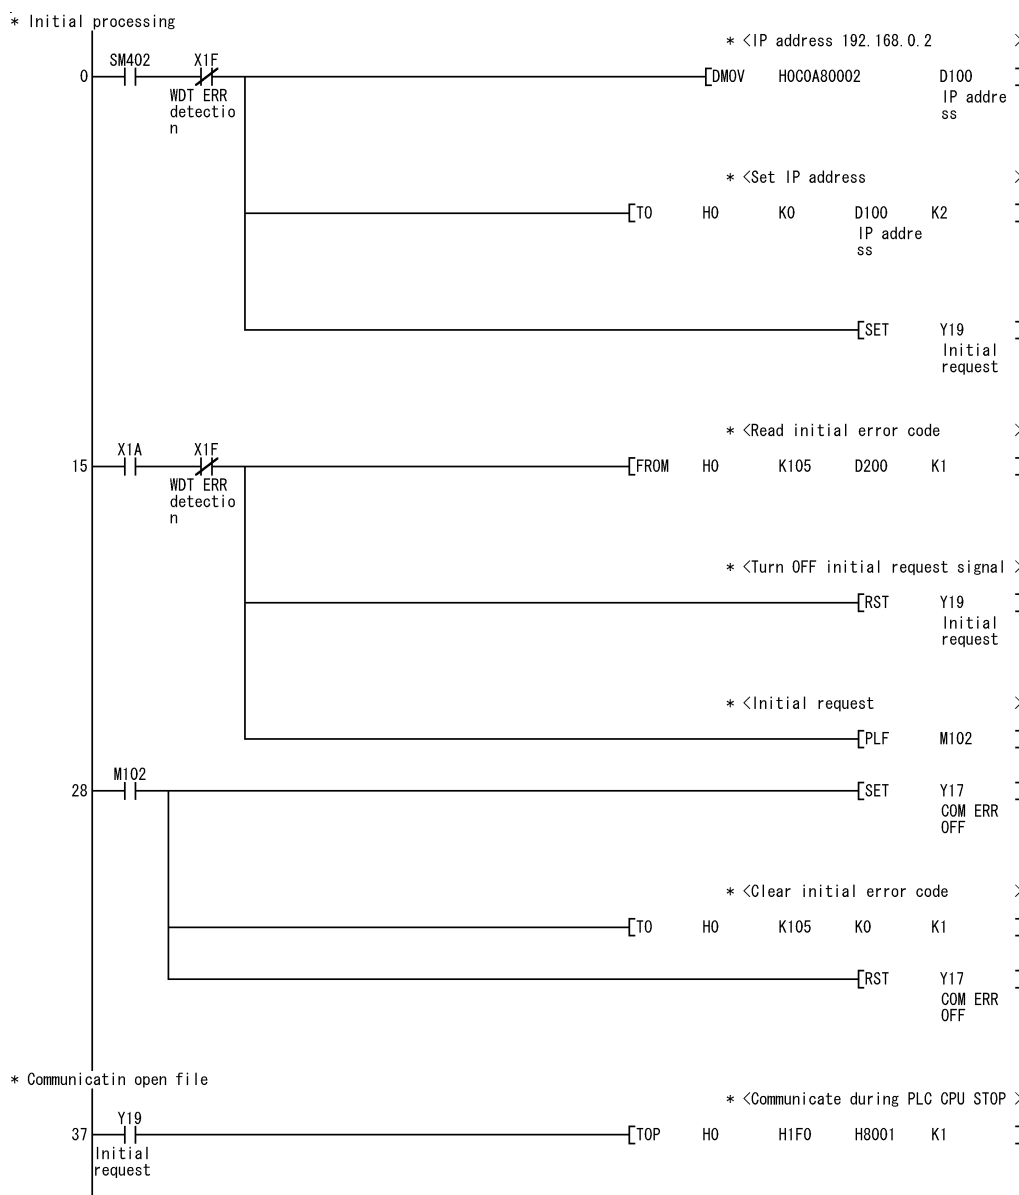 * Initial processing
* <IP address 192.168.0.2 >
SM402 X1F
0 [DMOV H0C0A80002 D100 ]
WDT ERR
detectio
n
IP addre
ss
* <Set IP address >
[TO H0 K0 D100 K2 ]
IP addre
ss
[SET Y19 ]
Initial
request
* <Read initial error code >
X1A X1F
15 [FROM H0 K105 D200 K1 ]
WDT ERR
detectio
n
* <Turn OFF initial request signal >
[RST Y19 ]
Initial
request
* <Initial request >
[PLF M102 ]
M102
28 [SET Y17 ]
COM ERR
OFF
* <Clear initial error code >
[TO H0 K105 K0 K1 ]
[RST Y17 ]
COM ERR
OFF
* Communicatin open file
* <Communicate during PLC CPU STOP >
Y19
37 [TOP H0 H1F0 H8001 K1 ]
Initial
request